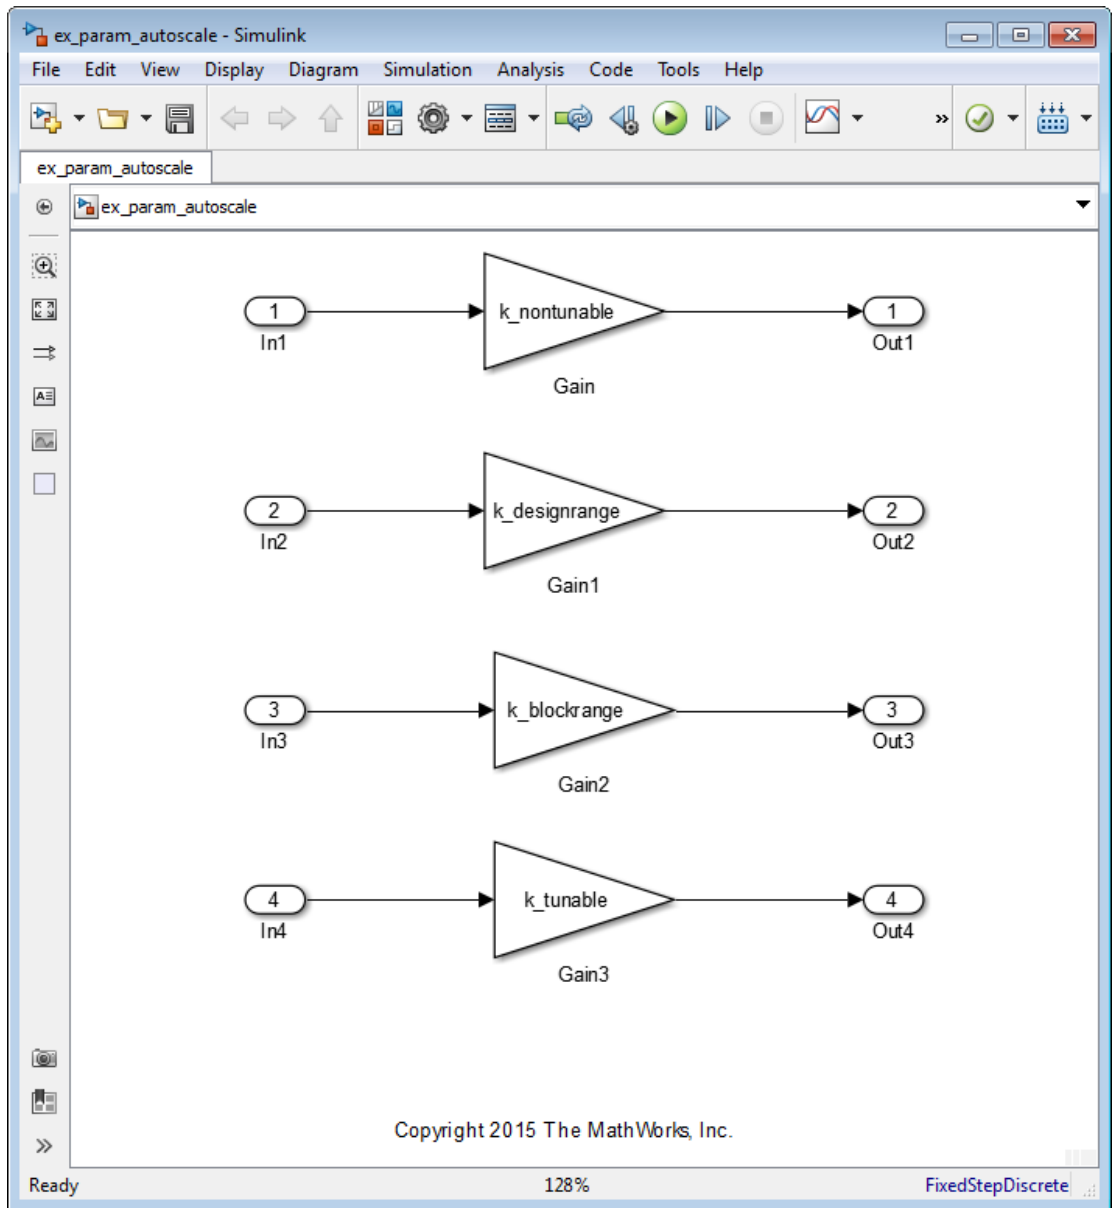 ex_param_autoscale - Simulink
File Edit View Display Diagram Simulation Analysis Code Tools Help
»
ex_param_autoscale
ex_param_autoscale
1 k_nontunable 1
In1 Out1
Gain
2 k_designrange 2
In2 Out2
Gain1
3 k_blockrange 3
In3 Out3
Gain2
4 k_tunable 4
In4 Out4
Gain3
Copyright 2015 The MathWorks, Inc.
Ready 128% FixedStepDiscrete